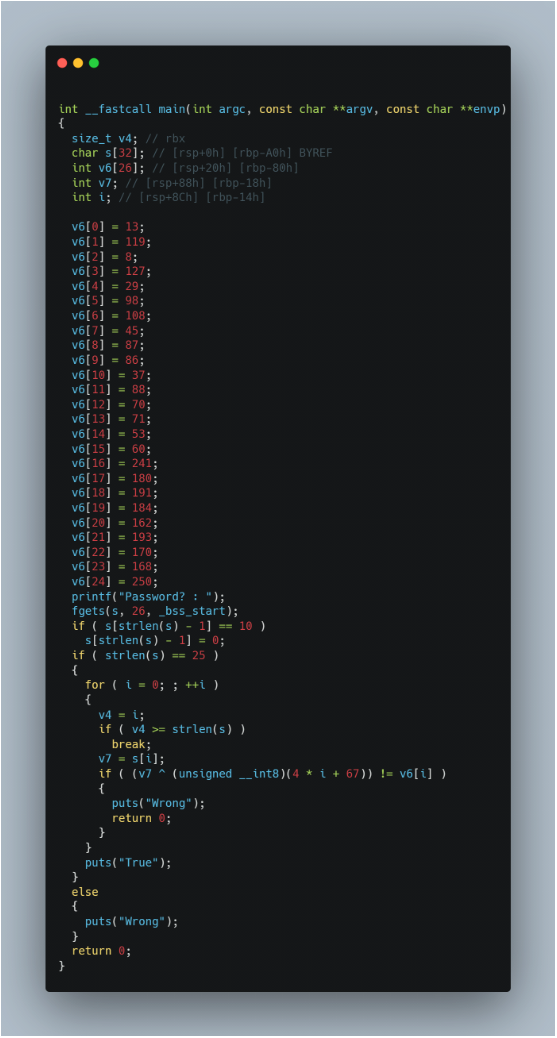 int __fastcall main(int argc, const char **argv, const char **envp)
{
  size_t v4; // rbx
  char s[32]; // [rsp+0h] [rbp-A0h] BYREF
  int v6[26]; // [rsp+20h] [rbp-80h]
  int v7; // [rsp+88h] [rbp-18h]
  int i; // [rsp+8Ch] [rbp-14h]

  v6[0] = 13;
  v6[1] = 119;
  v6[2] = 8;
  v6[3] = 127;
  v6[4] = 29;
  v6[5] = 98;
  v6[6] = 108;
  v6[7] = 45;
  v6[8] = 87;
  v6[9] = 86;
  v6[10] = 37;
  v6[11] = 88;
  v6[12] = 70;
  v6[13] = 71;
  v6[14] = 53;
  v6[15] = 60;
  v6[16] = 241;
  v6[17] = 180;
  v6[18] = 191;
  v6[19] = 184;
  v6[20] = 162;
  v6[21] = 193;
  v6[22] = 170;
  v6[23] = 168;
  v6[24] = 250;
  printf("Password? : ");
  fgets(s, 26, _bss_start);
  if ( s[strlen(s) - 1] == 10 )
    s[strlen(s) - 1] = 0;
  if ( strlen(s) == 25 )
  {
    for ( i = 0; ; ++i )
    {
      v4 = i;
      if ( v4 >= strlen(s) )
        break;
      v7 = s[i];
      if ( (v7 ^ (unsigned __int8)(4 * i + 67)) != v6[i] )
      {
        puts("Wrong");
        return 0;
      }
    }
    puts("True");
  }
  else
  {
    puts("Wrong");
  }
  return 0;
}